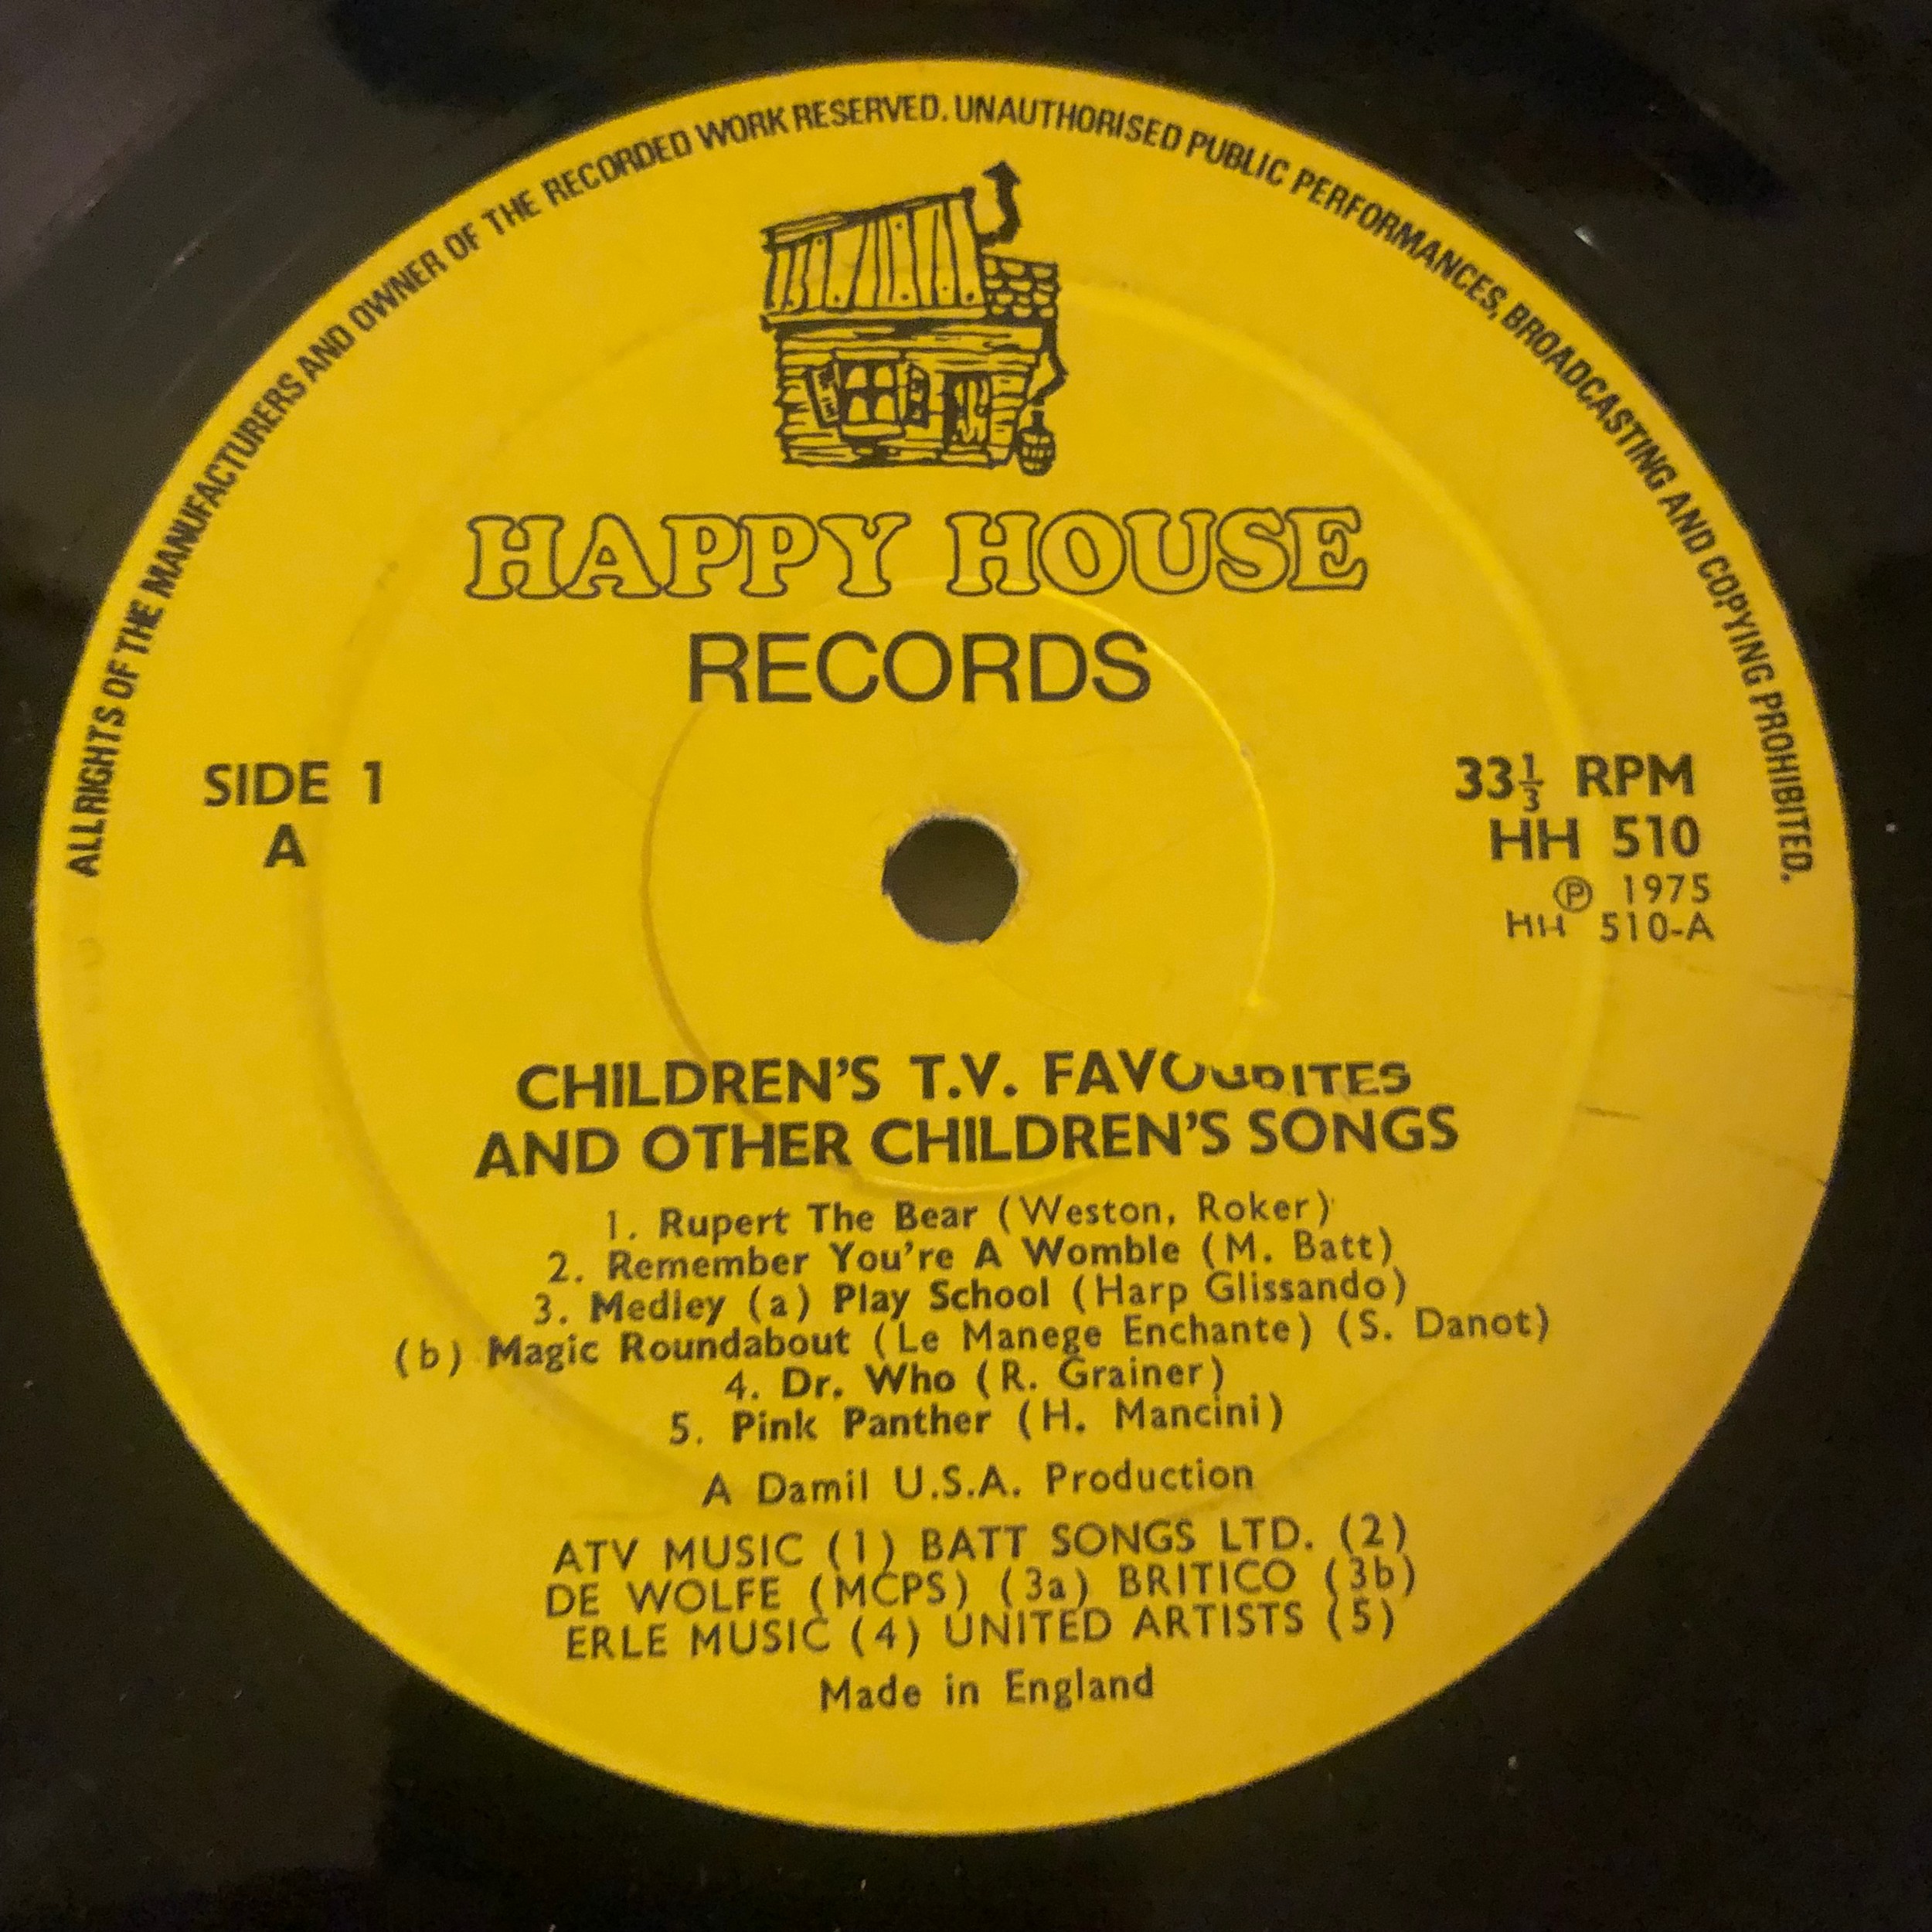 ALL RIGHTS OF THE MANUFACTURERS AND OWNER OF THE RECORDED WORK RESERVED. UNAUTHORISED PUBLIC PERFORMANCES, BROADCASTING AND COPYING PROHIBITED.
HAPPY HOUSE
RECORDS
SIDE 1
A
33⅓ RPM
HH 510
Ⓟ 1975
HH 510-A
CHILDREN'S T.V. FAVOURITES
AND OTHER CHILDREN'S SONGS
1. Rupert The Bear (Weston, Roker)
2. Remember You're A Womble (M. Batt)
3. Medley (a) Play School (Harp Glissando)
(b) Magic Roundabout (Le Manege Enchante) (S. Danot)
4. Dr. Who (R. Grainer)
5. Pink Panther (H. Mancini)
A Damil U.S.A. Production
ATV MUSIC (1) BATT SONGS LTD. (2)
DE WOLFE (MCPS) (3a) BRITICO (3b)
ERLE MUSIC (4) UNITED ARTISTS (5)
Made in England